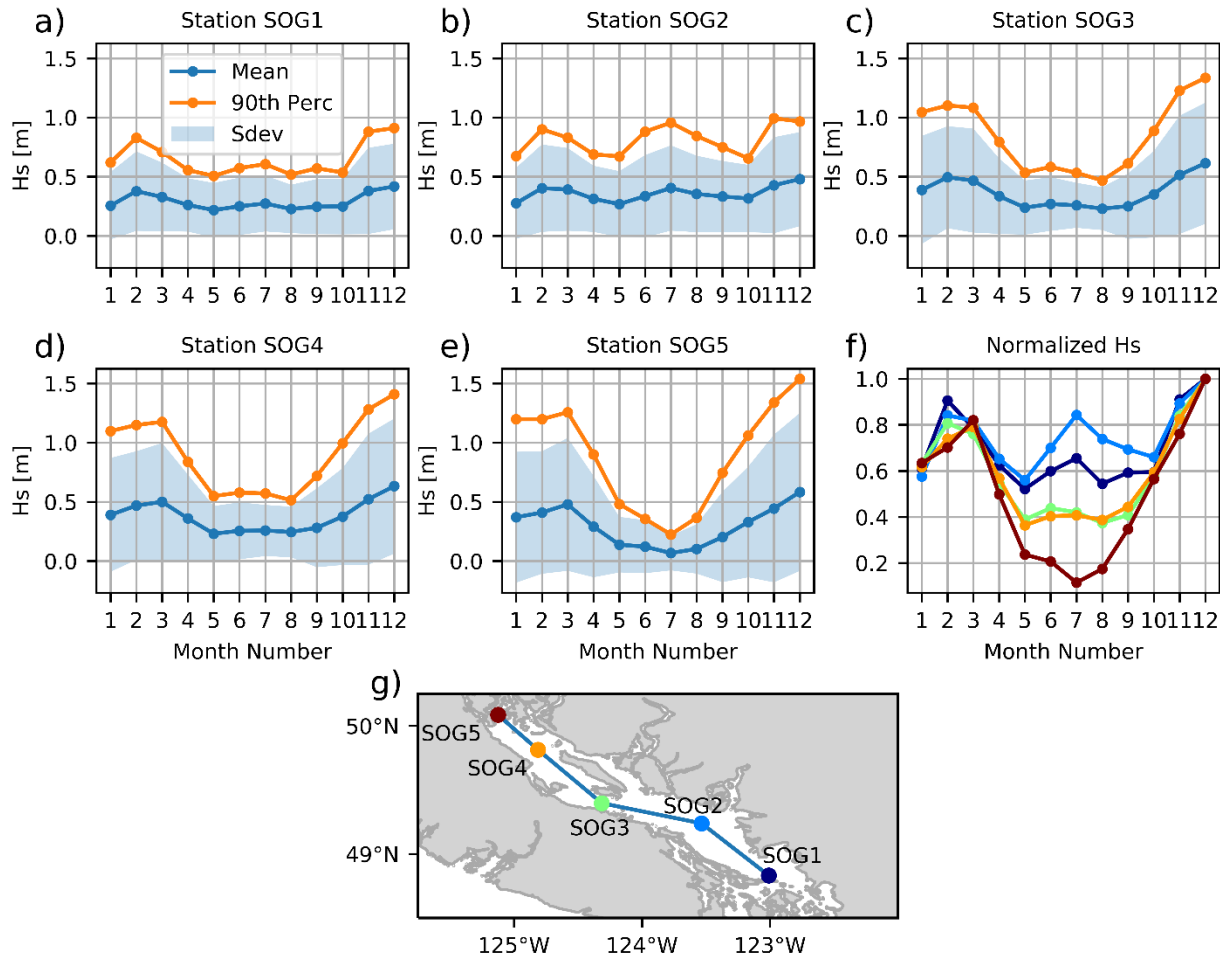 a) Station SOG1
b) Station SOG2
c) Station SOG3
Hs [m]
1.5
1.0
0.5
0.0
Mean
90th Perc
Sdev
1 2 3 4 5 6 7 8 9 10 11 12
Hs [m]
1.5
1.0
0.5
0.0
1 2 3 4 5 6 7 8 9 10 11 12
Hs [m]
1.5
1.0
0.5
0.0
1 2 3 4 5 6 7 8 9 10 11 12
d) Station SOG4
e) Station SOG5
f) Normalized Hs
Hs [m]
1.5
1.0
0.5
0.0
1 2 3 4 5 6 7 8 9 10 11 12
Month Number
Hs [m]
1.5
1.0
0.5
0.0
1 2 3 4 5 6 7 8 9 10 11 12
Month Number
1.0
0.8
0.6
0.4
0.2
1 2 3 4 5 6 7 8 9 10 11 12
Month Number
g)
50°N
49°N
SOG5
SOG4
SOG3
SOG2
SOG1
125°W 124°W 123°W